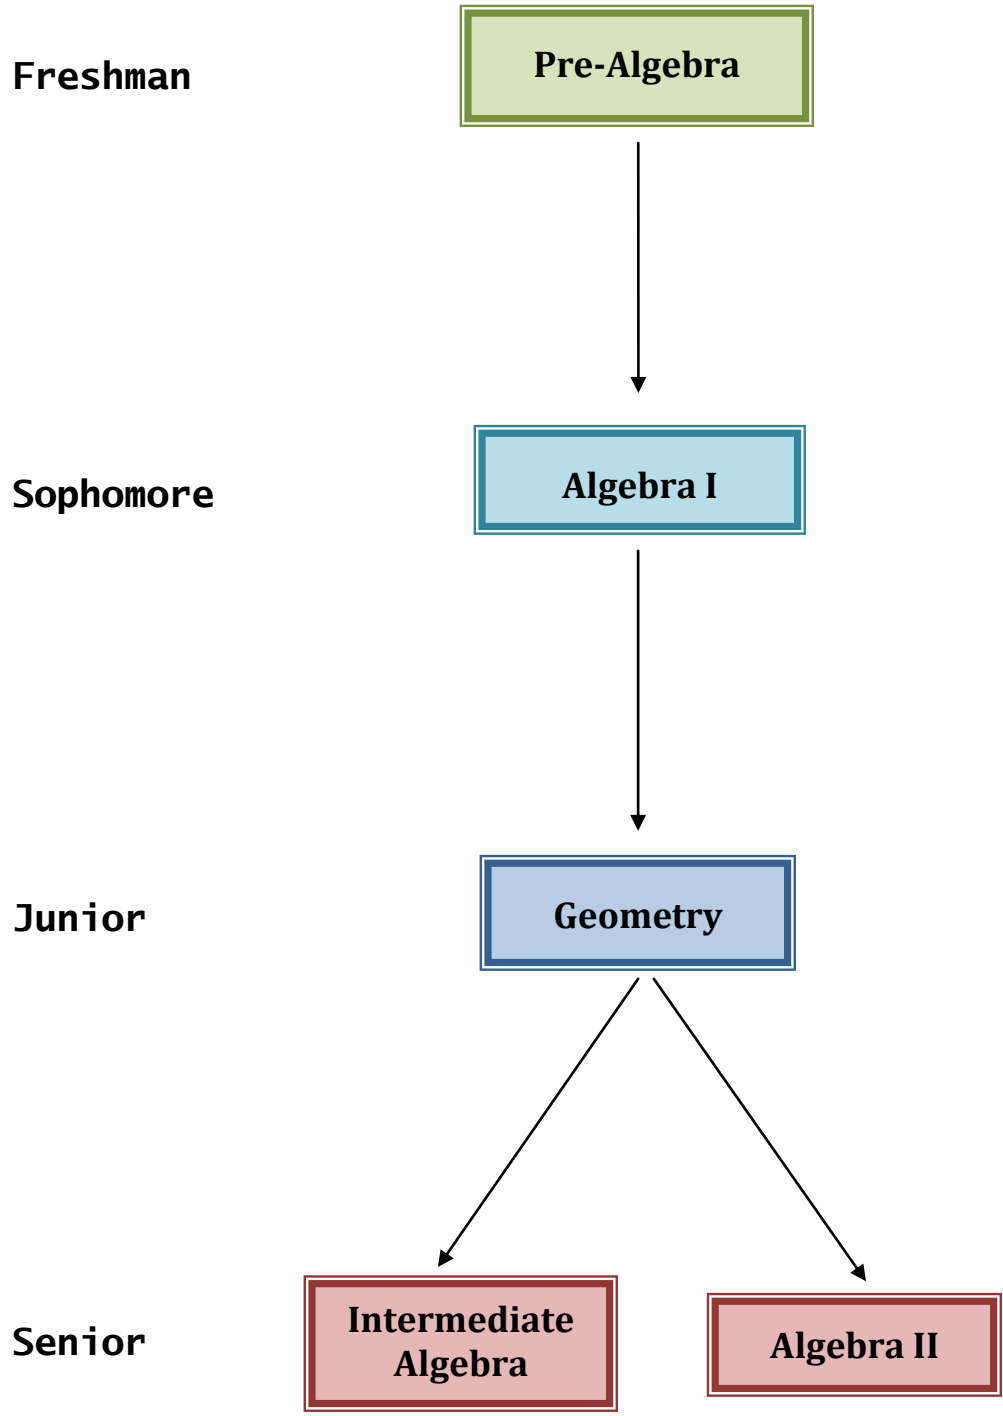 Freshman
Pre-Algebra
Sophomore
Algebra I
Junior
Geometry
Senior
Intermediate
Algebra
Algebra II